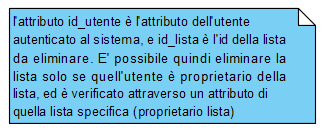 l'attributo id_utente è l'attributo dell'utente
autenticato al sistema, e id_lista è l'id della lista
da eliminare. E' possibile quindi eliminare la
lista solo se quell'utente è proprietario della
lista, ed è verificato attraverso un attributo di
quella lista specifica (proprietario lista)